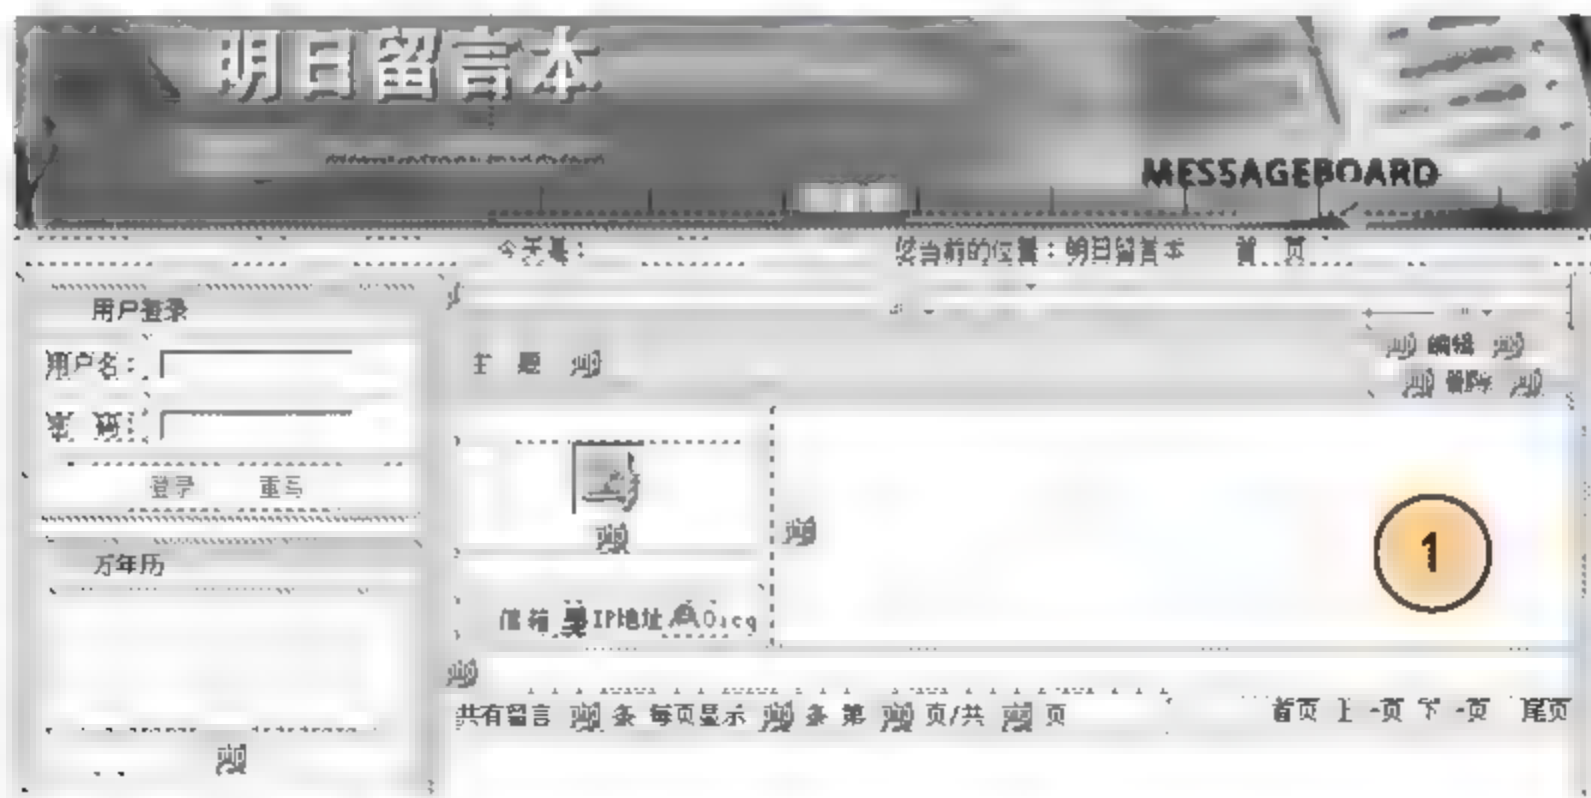 明日留言本
MESSAGEBOARD
今天是：
您当前的位置：明日留言本 首 页
用户登录
用户名：
密 码：
登录 重写
万年历
主 题
编辑
删除
1
信箱 IP地址 Oicq
共有留言 条 每页显示 条 第 页/共 页
首页 上一页 下一页 尾页